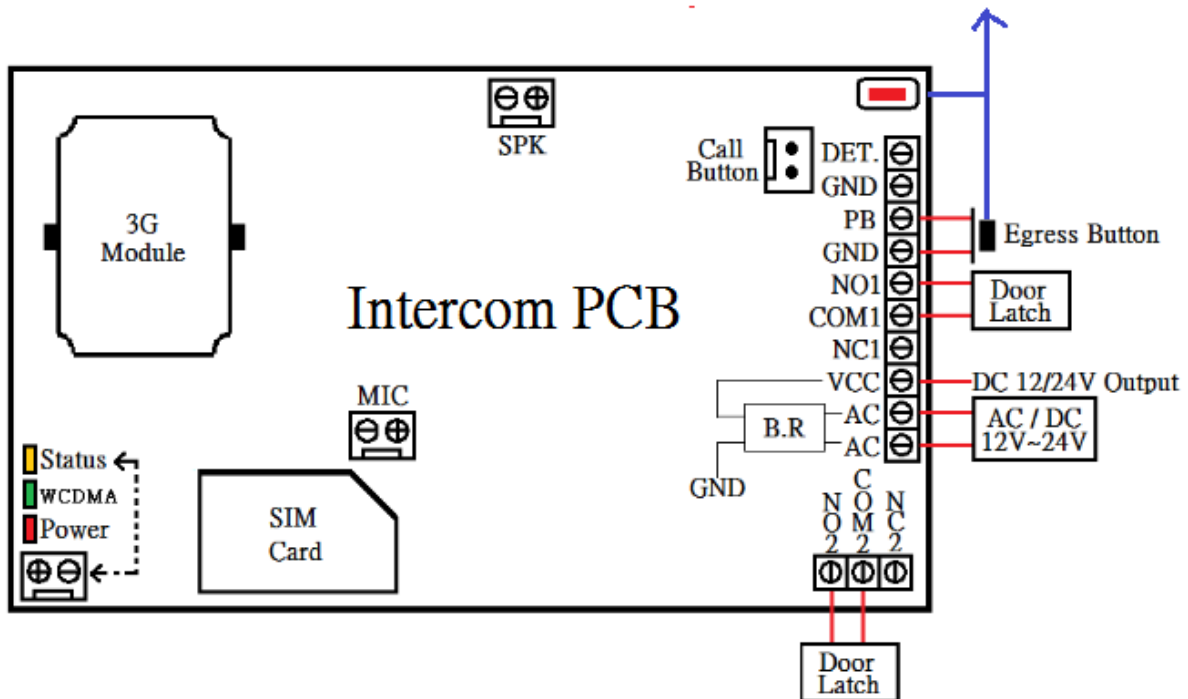 SPK
Call
Button
DET.
GND
PB
GND
NO1
COM1
NC1
VCC
AC
AC
Egress Button
Door
Latch
DC 12/24V Output
AC / DC
12V~24V
3G
Module
Intercom PCB
MIC
B.R
GND
Status
WCDMA
Power
SIM
Card
NO2
COM2
NC2
Door
Latch